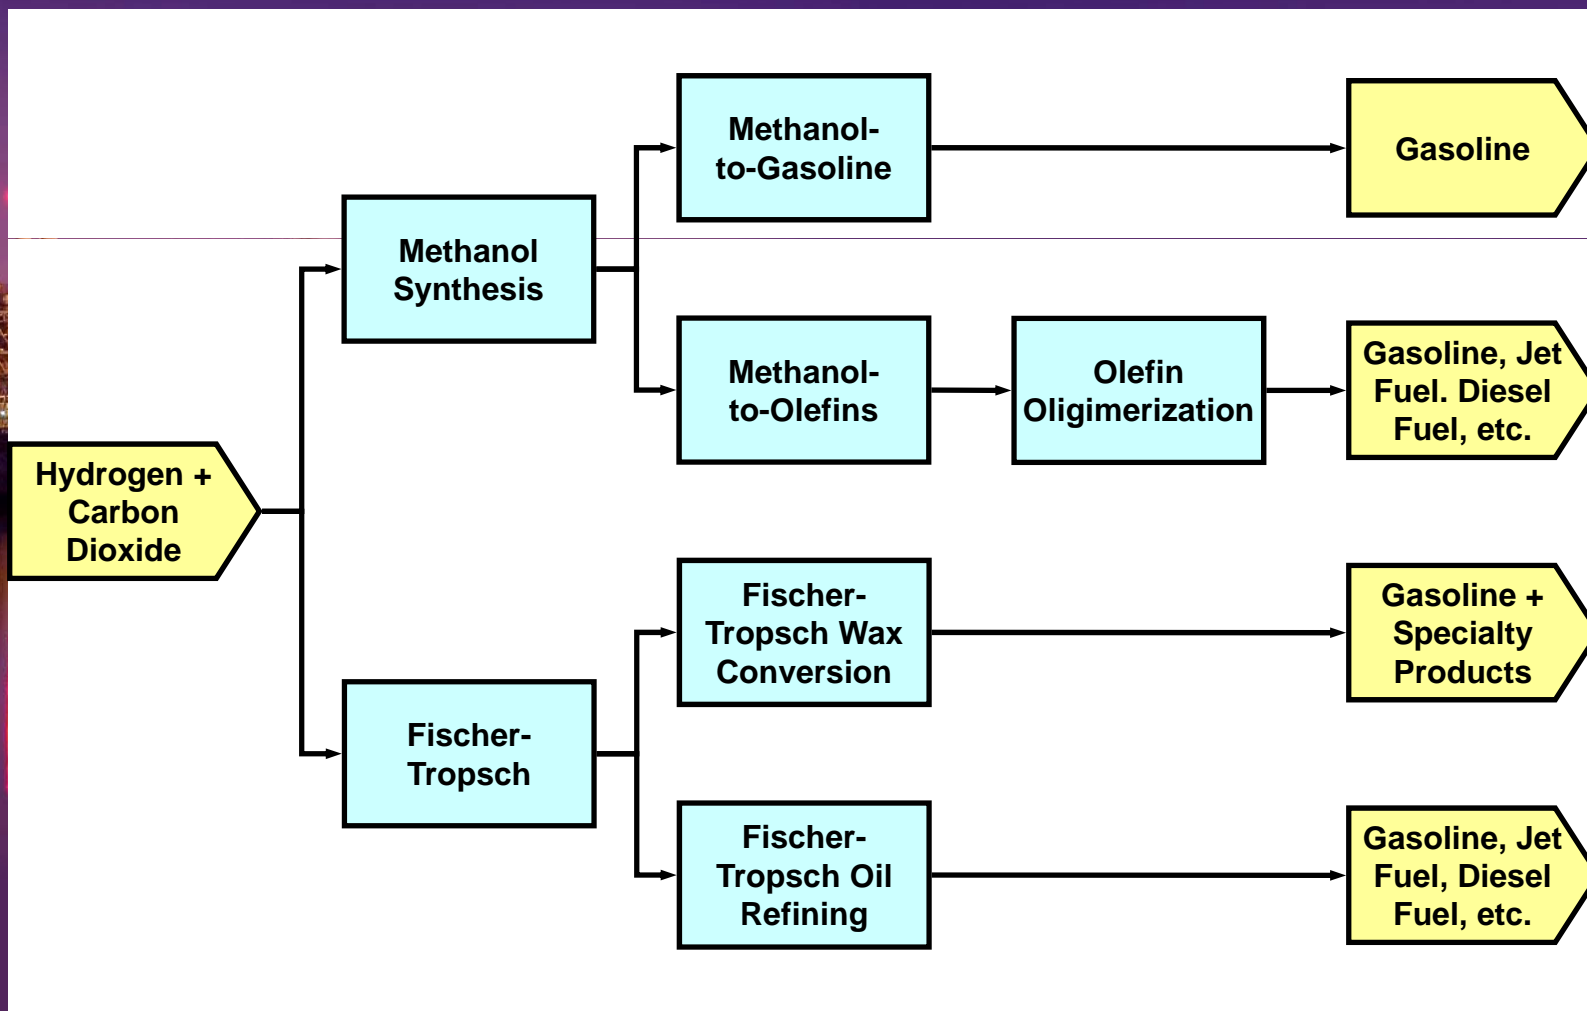 Methanol-
to-Gasoline
Gasoline
Methanol
Synthesis
Methanol-
to-Olefins
Olefin
Oligimerization
Gasoline, Jet
Fuel. Diesel
Fuel, etc.
Hydrogen +
Carbon
Dioxide
Fischer-
Tropsch Wax
Conversion
Gasoline +
Specialty
Products
Fischer-
Tropsch
Fischer-
Tropsch Oil
Refining
Gasoline, Jet
Fuel, Diesel
Fuel, etc.